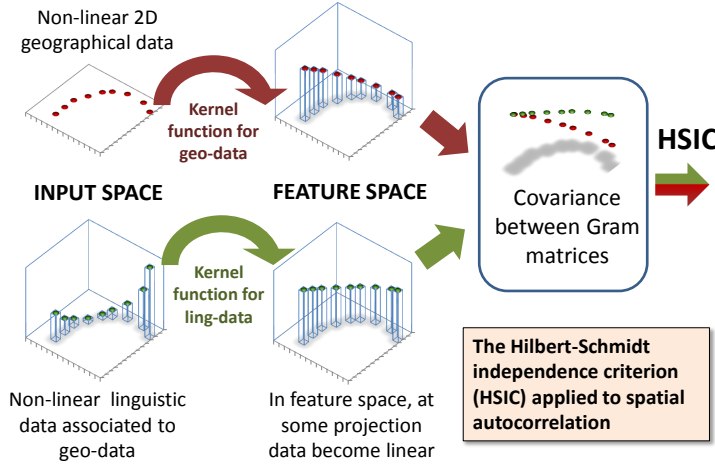 Non-linear 2D
geographical data
Kernel
function for
geo-data
HSIC
INPUT SPACE
FEATURE SPACE
Covariance
between Gram
matrices
Kernel
function for
ling-data
Non-linear linguistic
data associated to
geo-data
In feature space, at
some projection
data become linear
The Hilbert-Schmidt
independence criterion
(HSIC) applied to spatial
autocorrelation